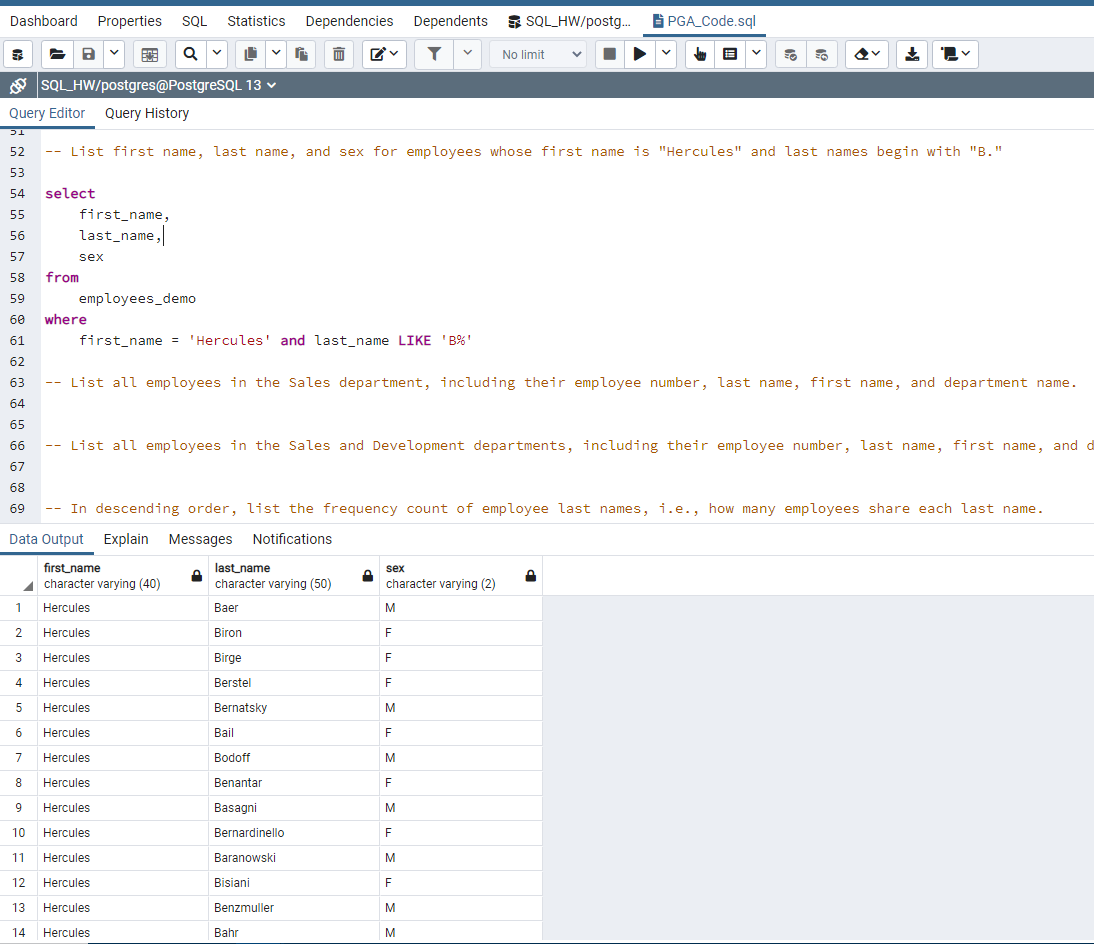 Dashboard Properties SQL Statistics Dependencies Dependents SQL_HW/postg... PGA_Code.sql
No limit
SQL_HW/postgres@PostgreSQL 13
Query Editor Query History
51
52 -- List first name, last name, and sex for employees whose first name is "Hercules" and last names begin with "B."
53
54 select
55 first_name,
56 last_name,
57 sex
58 from
59 employees_demo
60 where
61 first_name = 'Hercules' and last_name LIKE 'B%'
62
63 -- List all employees in the Sales department, including their employee number, last name, first name, and department name.
64
65
66 -- List all employees in the Sales and Development departments, including their employee number, last name, first name, and d
67
68
69 -- In descending order, list the frequency count of employee last names, i.e., how many employees share each last name.
Data Output Explain Messages Notifications
first_name last_name sex
character varying (40) character varying (50) character varying (2)
1 Hercules Baer M
2 Hercules Biron F
3 Hercules Birge F
4 Hercules Berstel F
5 Hercules Bernatsky M
6 Hercules Bail F
7 Hercules Bodoff M
8 Hercules Benantar F
9 Hercules Basagni M
10 Hercules Bernardinello F
11 Hercules Baranowski M
12 Hercules Bisiani F
13 Hercules Benzmuller M
14 Hercules Bahr M